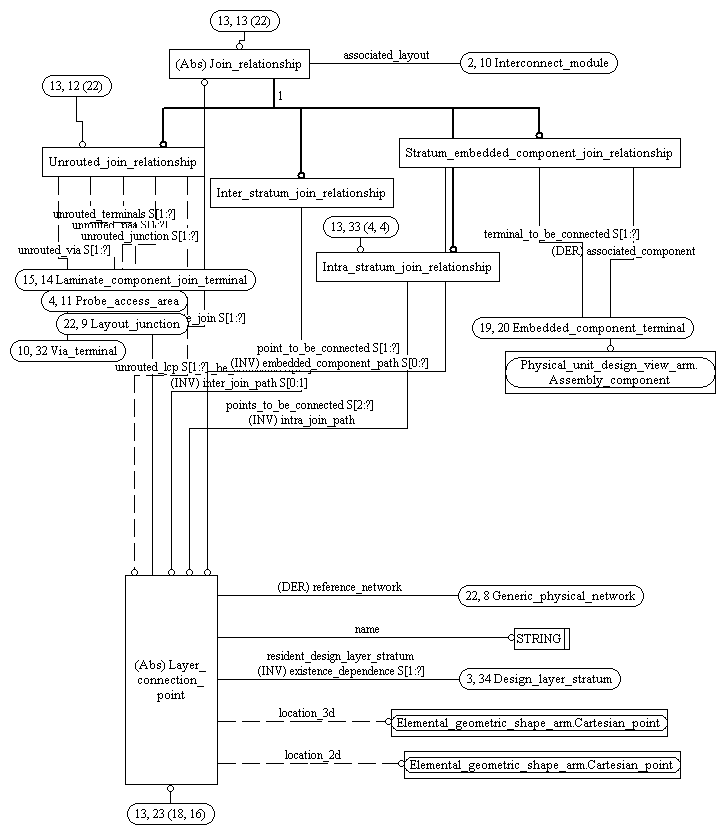 13, 13 (22)
(Abs) Join_relationship
associated_layout
2, 10 Interconnect_module
13, 12 (22)
1
Unrouted_join_relationship
Stratum_embedded_component_join_relationship
Inter_stratum_join_relationship
13, 33 (4, 4)
unrouted_terminals S[1:?]
unrouted_junction S[1:?]
unrouted_via S[1:?]
terminal_to_be_connected S[1:?]
(DER) associated_component
Intra_stratum_join_relationship
15, 14 Laminate_component_join_terminal
4, 11 Probe_access_area
22, 9 Layout_junction
e_join S[1:?]
19, 20 Embedded_component_terminal
10, 32 Via_terminal
point_to_be_connected S[1:?]
(INV) embedded_component_path S[0:?]
unrouted_lcp S[1:?]
(INV) inter_join_path S[0:1]
Physical_unit_design_view_arm.
Assembly_component
points_to_be_connected S[2:?]
(INV) intra_join_path
(DER) reference_network
22, 8 Generic_physical_network
name
STRING
(Abs) Layer_
connection_
point
resident_design_layer_stratum
(INV) existence_dependence S[1:?]
3, 34 Design_layer_stratum
location_3d
Elemental_geometric_shape_arm.Cartesian_point
location_2d
Elemental_geometric_shape_arm.Cartesian_point
13, 23 (18, 16)